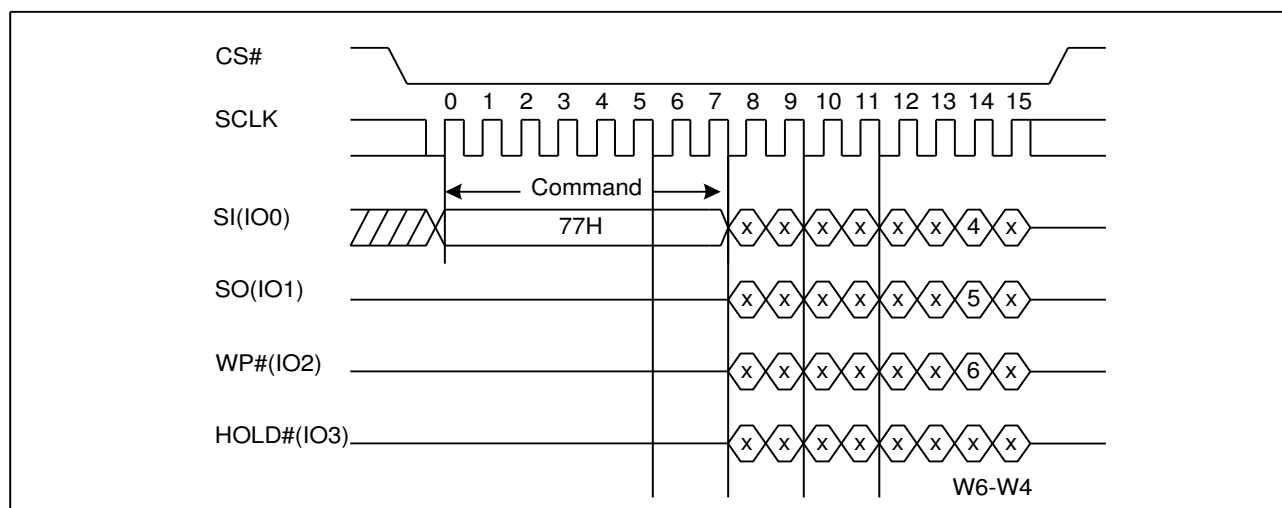 CS#
0 1 2 3 4 5 6 7 8 9 10 11 12 13 14 15
SCLK
Command
SI(IO0) 77H x x x x x x 4 x
SO(IO1) x x x x x x 5 x
WP#(IO2) x x x x x x 6 x
HOLD#(IO3) x x x x x x x x
W6-W4